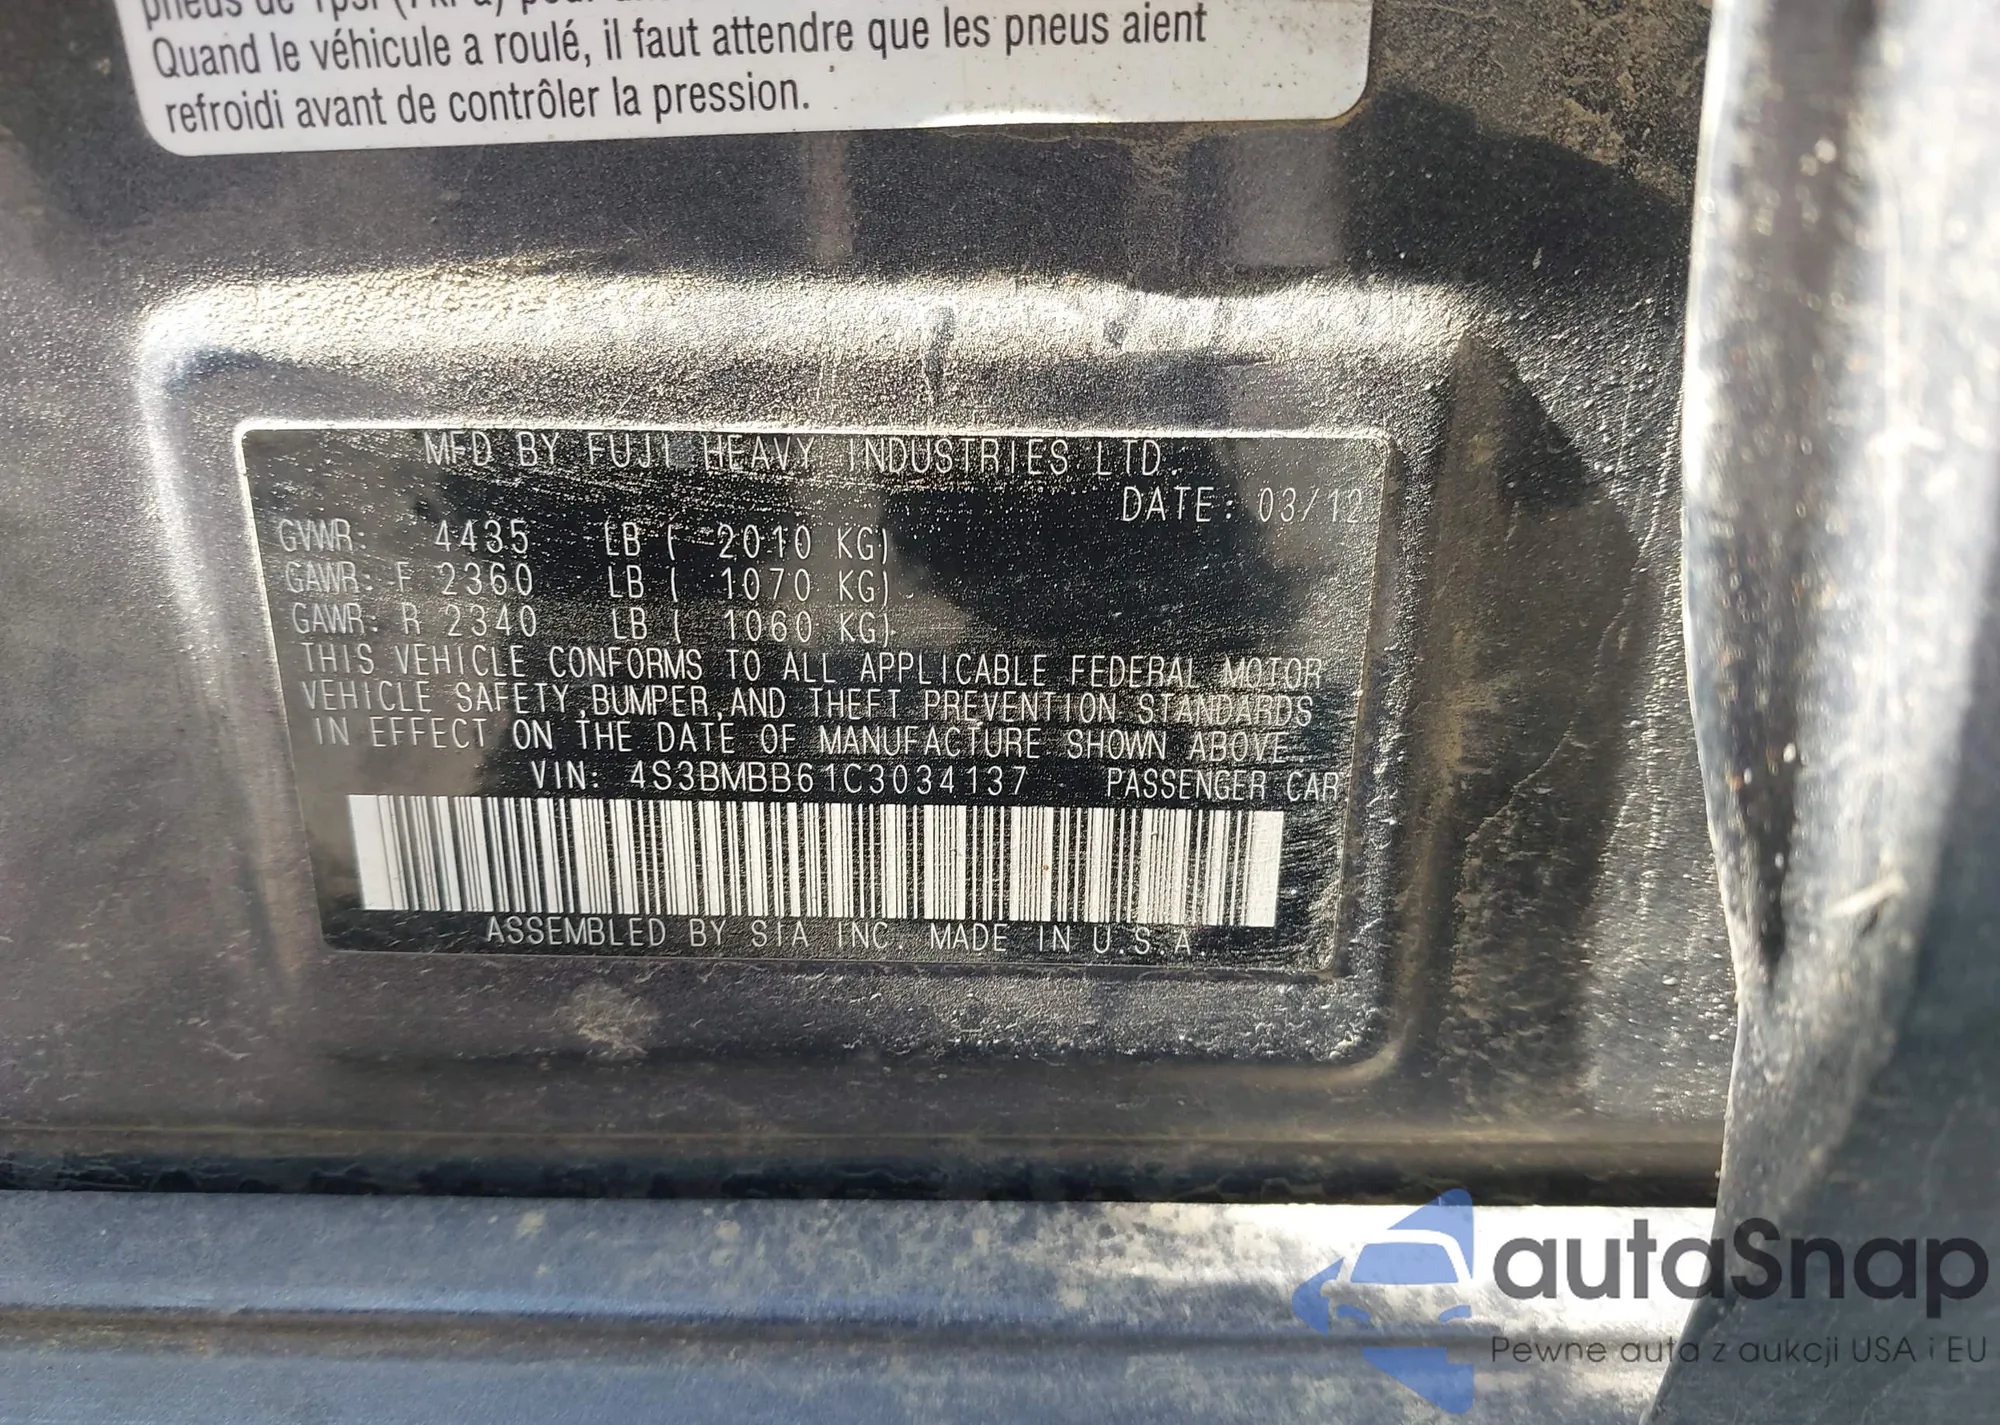 Quand le véhicule a roulé, il faut attendre que les pneus aient
refroidi avant de contrôler la pression.
MFD BY FUJI HEAVY INDUSTRIES LTD.
DATE: 03/12
GVWR: 4435 LB ( 2010 KG)
GAWR: F 2360 LB ( 1070 KG)
GAWR: R 2340 LB ( 1060 KG)
THIS VEHICLE CONFORMS TO ALL APPLICABLE FEDERAL MOTOR
VEHICLE SAFETY,BUMPER,AND THEFT PREVENTION STANDARDS
IN EFFECT ON THE DATE OF MANUFACTURE SHOWN ABOVE.
VIN: 4S3BMBB61C3034137 PASSENGER CAR
ASSEMBLED BY SIA INC. MADE IN U.S.A.
autaSnap
Pewne auta z aukcji USA i EU